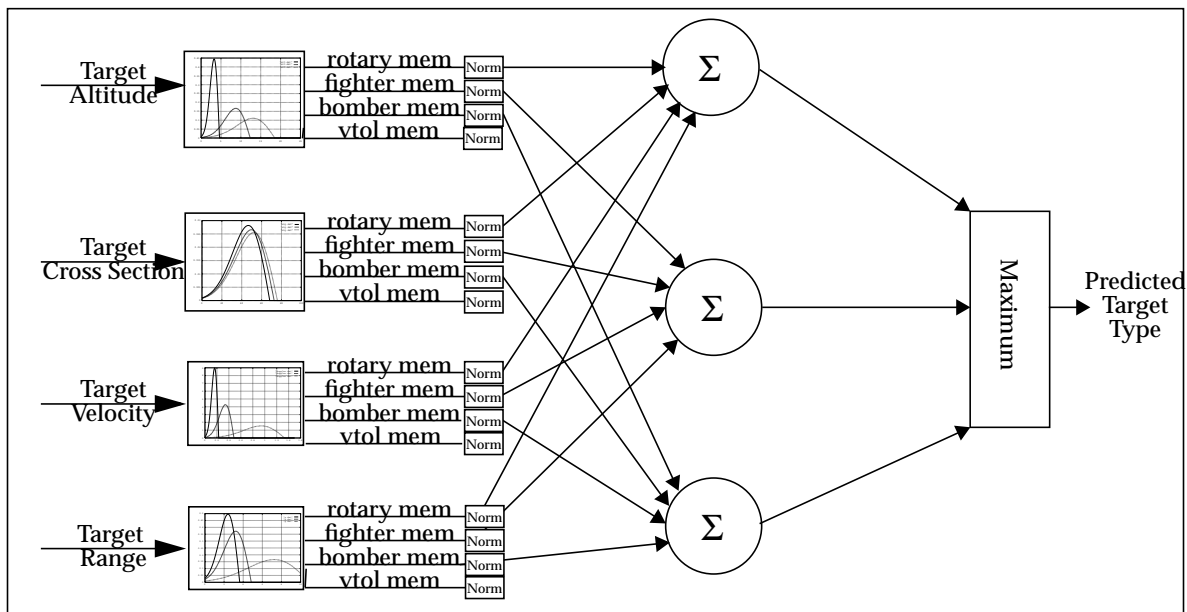 Target
Altitude
rotary mem
fighter mem
bomber mem
vtol mem
Norm
Norm
Norm
Norm
Σ
Target
Cross Section
rotary mem
fighter mem
bomber mem
vtol mem
Norm
Norm
Norm
Norm
Σ
Maximum
Predicted
Target
Type
Target
Velocity
rotary mem
fighter mem
bomber mem
vtol mem
Norm
Norm
Norm
Norm
Target
Range
rotary mem
fighter mem
bomber mem
vtol mem
Norm
Norm
Norm
Norm
Σ